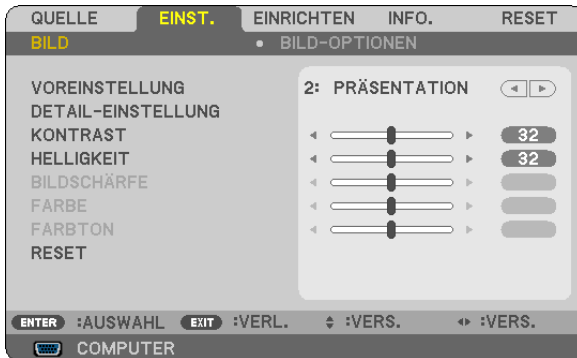 QUELLE EINST. EINRICHTEN INFO. RESET
BILD • BILD-OPTIONEN
VOREINSTELLUNG 2: PRÄSENTATION
DETAIL-EINSTELLUNG
KONTRAST 32
HELLIGKEIT 32
BILDSCHÄRFE
FARBE
FARBTON
RESET
ENTER :AUSWAHL EXIT :VERL. :VERS. :VERS.
COMPUTER